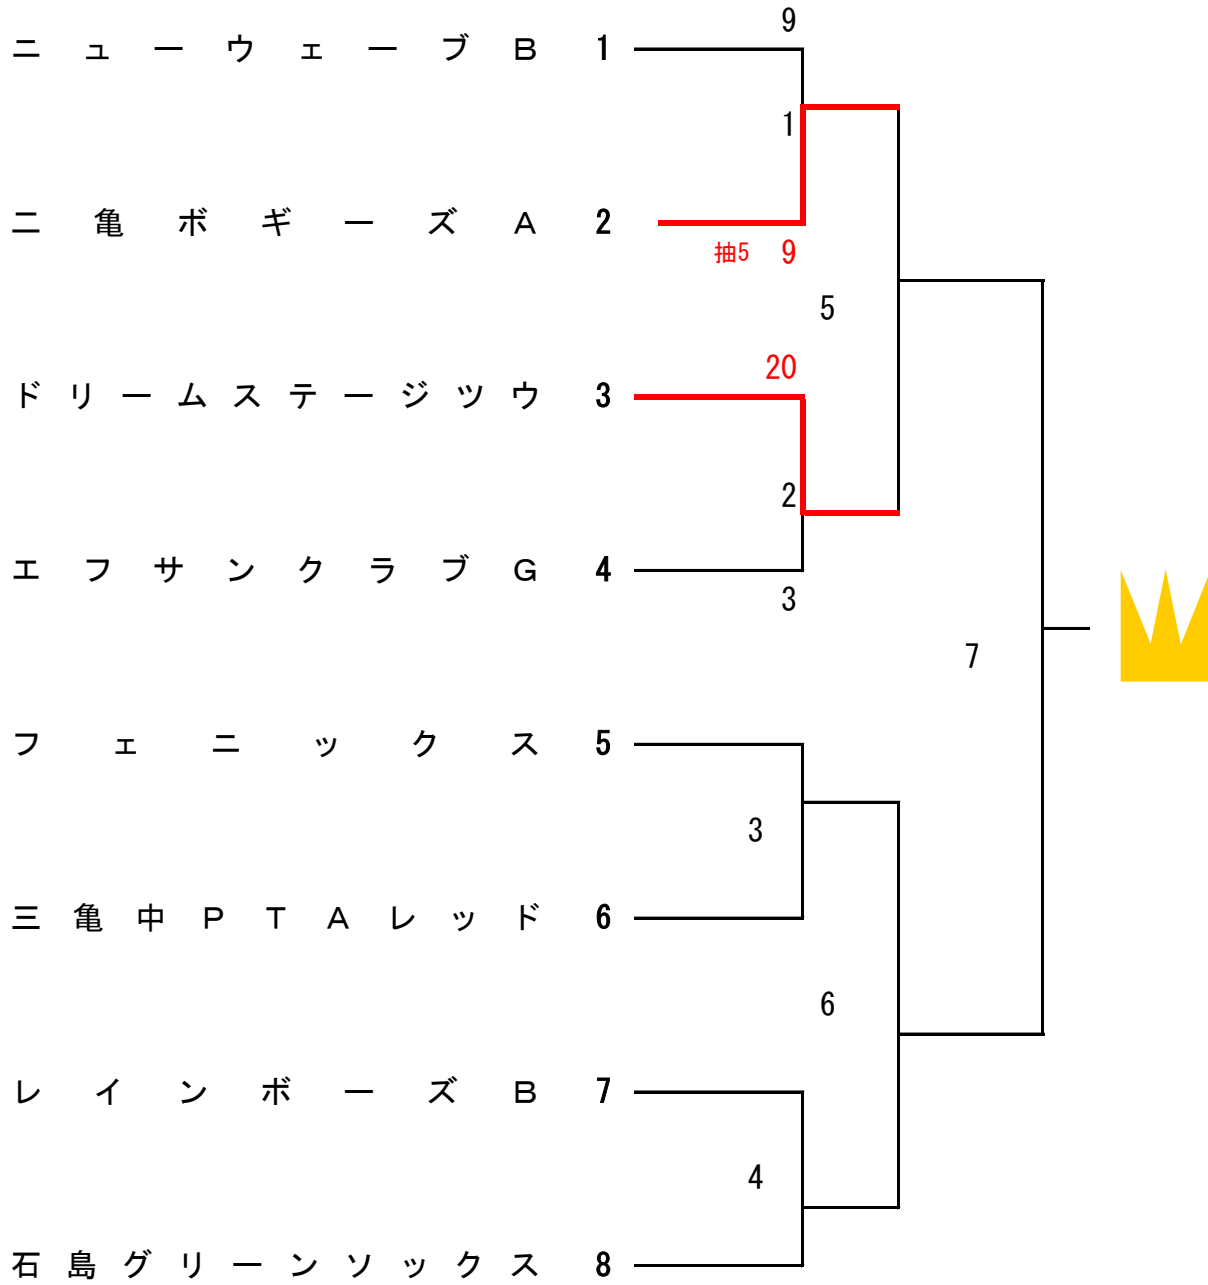 9
ニューウェーブB 1
1
二亀ボギーズA 2
抽5 9
5
20
ドリームステージツウ 3
2
エフサンクラブG 4
3
7
フェニックス 5
3
三亀中PTAレッド 6
6
レインボーズB 7
4
石島グリーンソックス 8